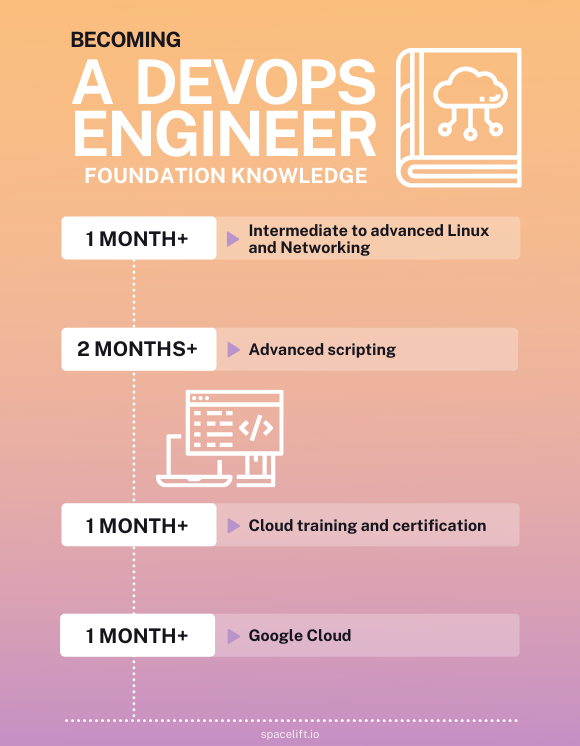 BECOMING
A DEVOPS
ENGINEER
FOUNDATION KNOWLEDGE
1 MONTH+
Intermediate to advanced Linux
and Networking
2 MONTHS+
Advanced scripting
1 MONTH+
Cloud training and certification
1 MONTH+
Google Cloud
spacelift.io